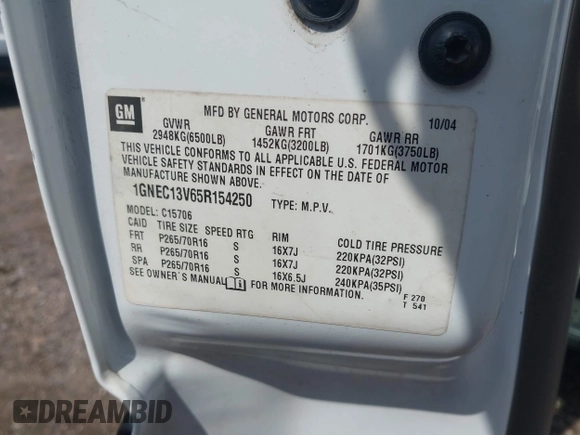 GM
MFD BY GENERAL MOTORS CORP. 10/04
GVWR GAWR FRT GAWR RR
2948KG(6500LB) 1452KG(3200LB) 1701KG(3750LB)
THIS VEHICLE CONFORMS TO ALL APPLICABLE U.S. FEDERAL MOTOR
VEHICLE SAFETY STANDARDS IN EFFECT ON THE DATE OF
MANUFACTURE SHOWN ABOVE.
1GNEC13V65R154250 TYPE: M.P.V.
MODEL: C15706
CAID TIRE SIZE SPEED RTG RIM COLD TIRE PRESSURE
FRT P265/70R16 S 16X7J 220KPA(32PSI)
RR P265/70R16 S 16X7J 220KPA(32PSI)
SPA P265/70R16 S 16X6.5J 240KPA(35PSI)
SEE OWNER'S MANUAL FOR MORE INFORMATION.
F 270
T 541
DREAMBID